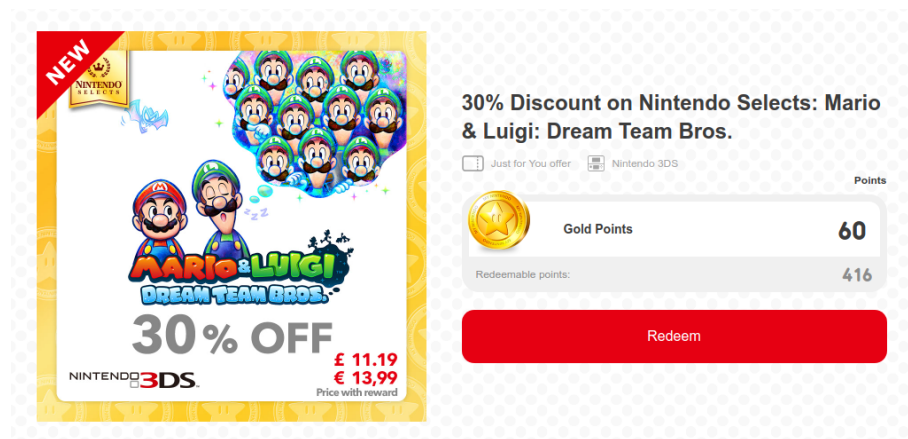 NEW
NINTENDO
SELECTS
zzz
MARIO & LUIGI
DREAM TEAM BROS.
30% OFF
£ 11.19
€ 13,99
Price with reward
NINTENDO 3DS
30% Discount on Nintendo Selects: Mario
& Luigi: Dream Team Bros.
Just for You offer
Nintendo 3DS
Points
Gold Points
60
Redeemable points:
416
Redeem